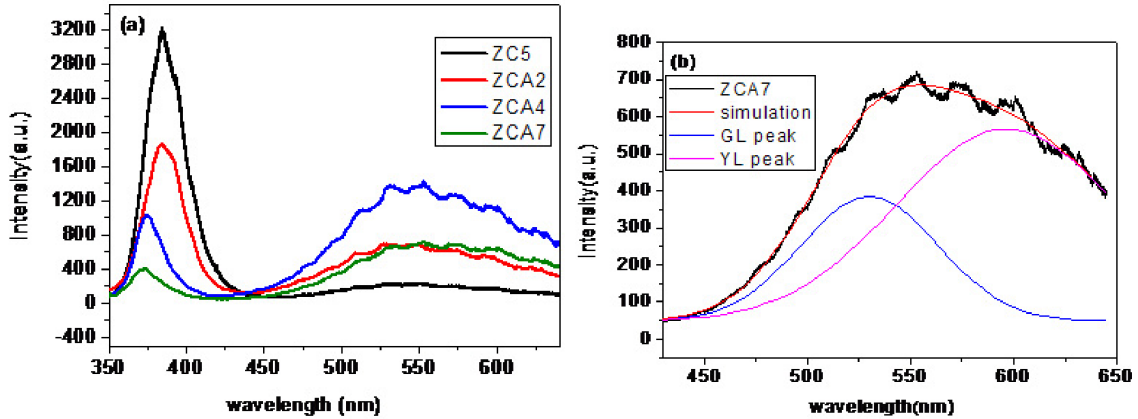 (a)
3200
2800
2400
2000
1600
1200
800
400
0
-400
Intensity(a.u.)
ZC5
ZCA2
ZCA4
ZCA7
350 400 450 500 550 600
wavelength (nm)
(b)
800
700
600
500
400
300
200
100
0
Intensity(a.u.)
ZCA7
simulation
GL peak
YL peak
450 500 550 600 650
wavelength(nm)